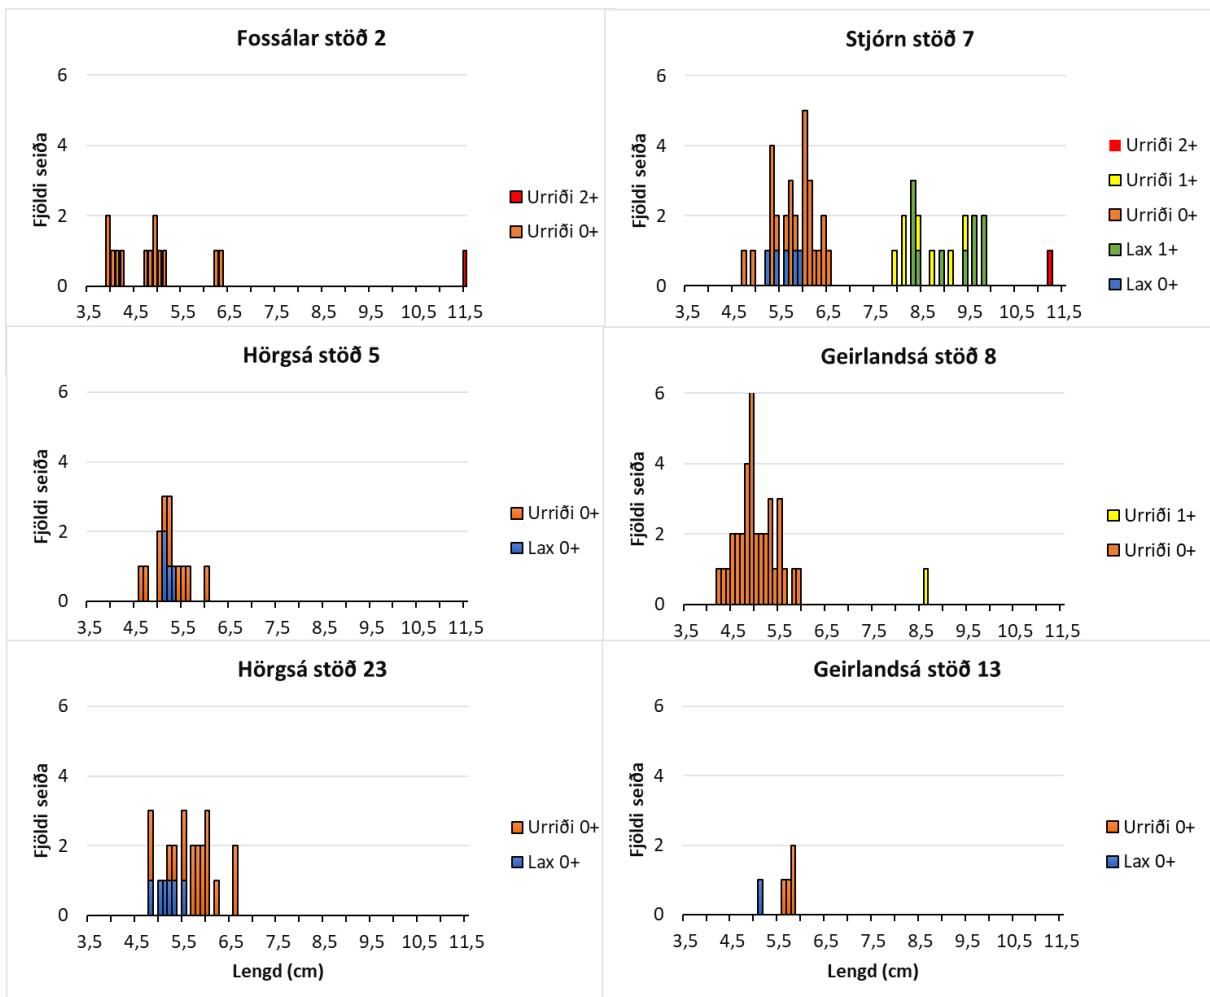 Fossálar stöð 2
Fjöldi seiða
6
4
2
0
3,5 4,5 5,5 6,5 7,5 8,5 9,5 10,5 11,5
Urriði 2+
Urriði 0+
Stjórn stöð 7
Fjöldi seiða
6
4
2
0
3,5 4,5 5,5 6,5 7,5 8,5 9,5 10,5 11,5
Urriði 2+
Urriði 1+
Urriði 0+
Lax 1+
Lax 0+
Hörgsá stöð 5
Fjöldi seiða
6
4
2
0
3,5 4,5 5,5 6,5 7,5 8,5 9,5 10,5 11,5
Urriði 0+
Lax 0+
Geirlandsá stöð 8
Fjöldi seiða
6
4
2
0
3,5 4,5 5,5 6,5 7,5 8,5 9,5 10,5 11,5
Urriði 1+
Urriði 0+
Hörgsá stöð 23
Fjöldi seiða
6
4
2
0
3,5 4,5 5,5 6,5 7,5 8,5 9,5 10,5 11,5
Lengd (cm)
Urriði 0+
Lax 0+
Geirlandsá stöð 13
Fjöldi seiða
6
4
2
0
3,5 4,5 5,5 6,5 7,5 8,5 9,5 10,5 11,5
Lengd (cm)
Urriði 0+
Lax 0+